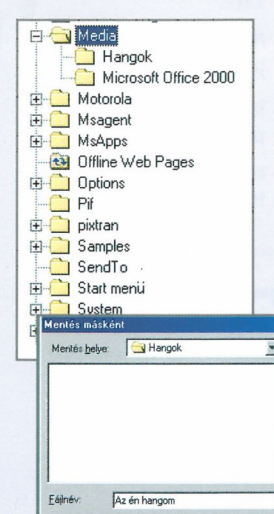 Media
Hangok
Microsoft Office 2000
Motorola
Msagent
MsApps
Offline Web Pages
Options
Pif
pixtran
Samples
SendTo
Start menü
System
Mentés másként
Mentés helye:
Hangok
Fájlnév:
Az én hangom